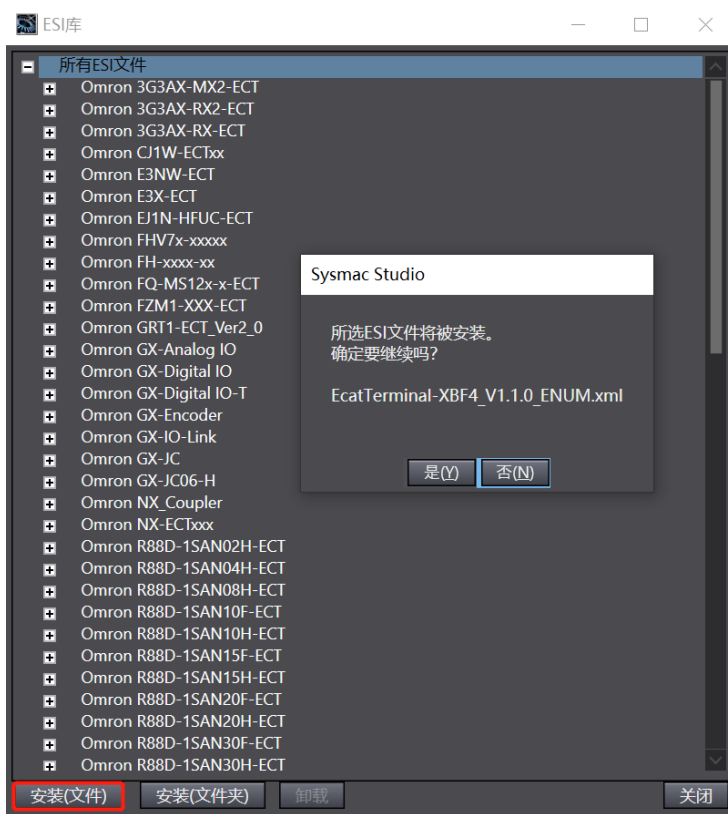 ESI库
所有ESI文件
Omron 3G3AX-MX2-ECT
Omron 3G3AX-RX2-ECT
Omron 3G3AX-RX-ECT
Omron CJ1W-ECTxx
Omron E3NW-ECT
Omron E3X-ECT
Omron EJ1N-HFUC-ECT
Omron FHV7x-xxxxx
Omron FH-xxxx-xx
Omron FQ-MS12x-x-ECT
Omron FZM1-XXX-ECT
Omron GRT1-ECT_Ver2_0
Omron GX-Analog IO
Omron GX-Digital IO
Omron GX-Digital IO-T
Omron GX-Encoder
Omron GX-IO-Link
Omron GX-JC
Omron GX-JC06-H
Omron NX_Coupler
Omron NX-ECTxxx
Omron R88D-1SAN02H-ECT
Omron R88D-1SAN04H-ECT
Omron R88D-1SAN08H-ECT
Omron R88D-1SAN10F-ECT
Omron R88D-1SAN10H-ECT
Omron R88D-1SAN15F-ECT
Omron R88D-1SAN15H-ECT
Omron R88D-1SAN20F-ECT
Omron R88D-1SAN20H-ECT
Omron R88D-1SAN30F-ECT
Omron R88D-1SAN30H-ECT
Sysmac Studio
所选ESI文件将被安装。
确定要继续吗?
EcatTerminal-XBF4_V1.1.0_ENUM.xml
是(Y) 否(N)
安装(文件) 安装(文件夹) 卸载 关闭